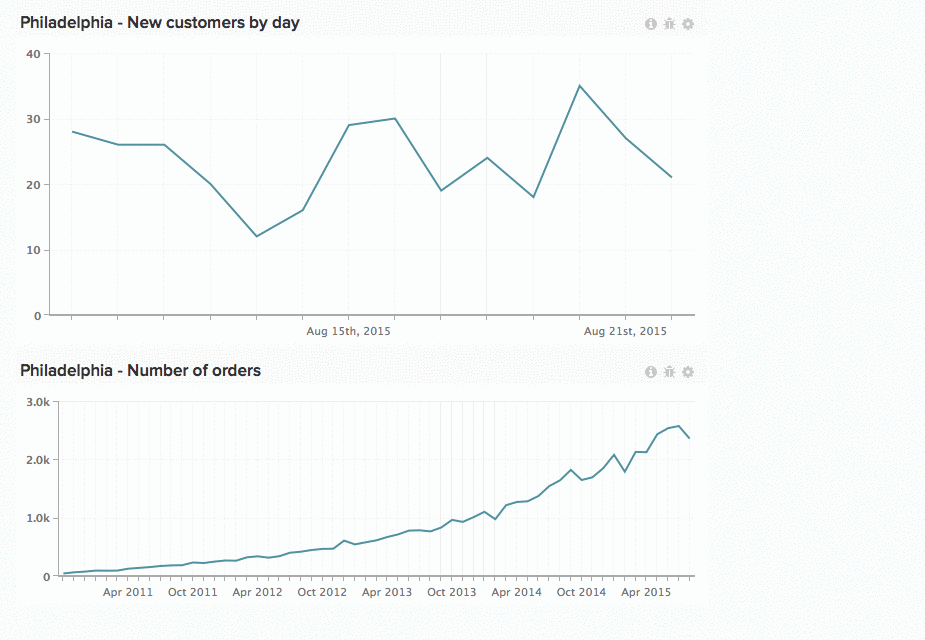 Philadelphia - New customers by day
40
30
20
10
0
Aug 15th, 2015 Aug 21st, 2015
Philadelphia - Number of orders
3.0k
2.0k
1.0k
0
Apr 2011 Oct 2011 Apr 2012 Oct 2012 Apr 2013 Oct 2013 Apr 2014 Oct 2014 Apr 2015